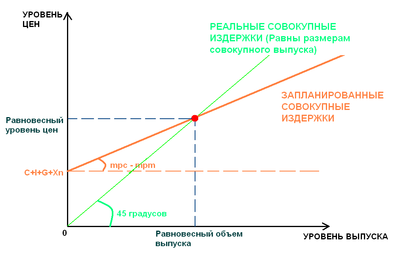 УРОВЕНЬ
ЦЕН
РЕАЛЬНЫЕ СОВОКУПНЫЕ
ИЗДЕРЖКИ (Равны размерам
совокупного выпуска)
ЗАПЛАНИРОВАННЫЕ
СОВОКУПНЫЕ
ИЗДЕРЖКИ
Равновесный
уровень цен
mpc - mpm
C+I+G+Xn
45 градусов
0
Равновесный объем
выпуска
УРОВЕНЬ ВЫПУСКА